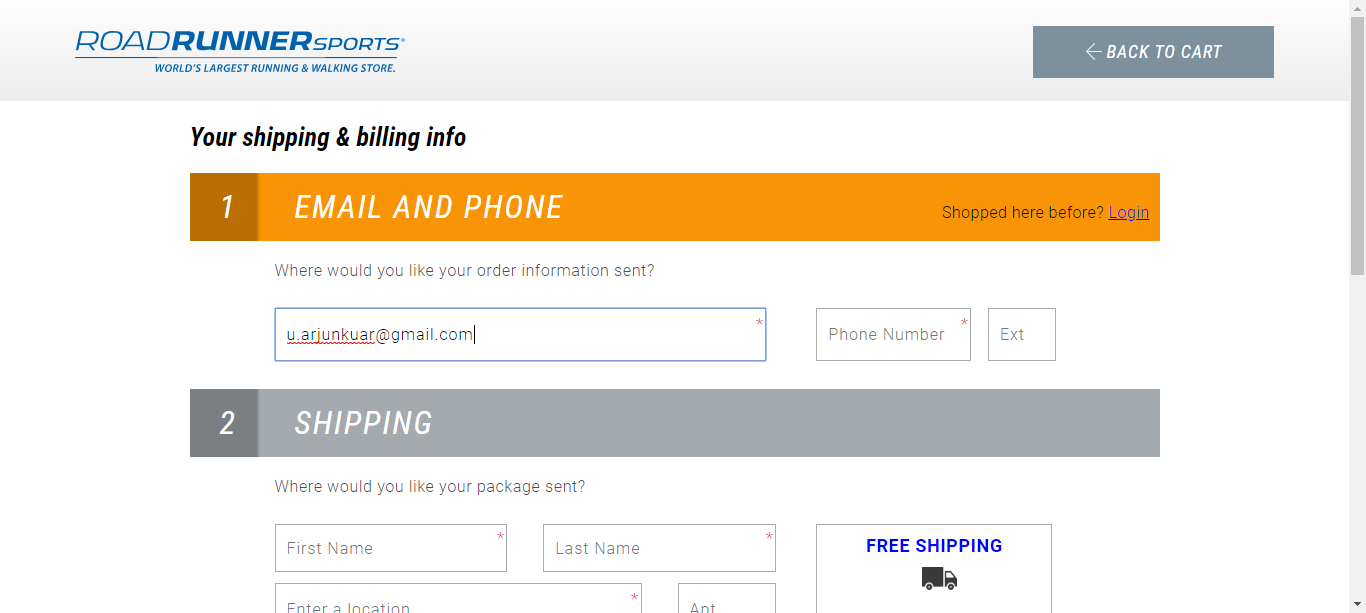 ROADRUNNERSPORTS®
WORLD'S LARGEST RUNNING & WALKING STORE.
BACK TO CART
Your shipping & billing info
1 EMAIL AND PHONE
Shopped here before? Login
Where would you like your order information sent?
u.arjunkuar@gmail.com *
Phone Number * Ext
2 SHIPPING
Where would you like your package sent?
First Name * Last Name *
FREE SHIPPING
Enter a location * Apt